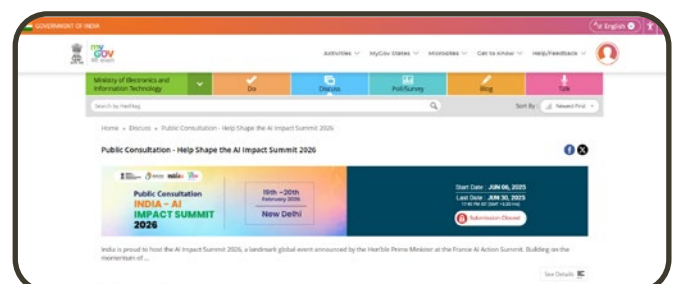 GOVERNMENT OF INDIA
English
my
GOV
मेरी सरकार
Activities
MyGov States
Microsites
Get to Know
Help/Feedback
Ministry of Electronics and
Information Technology
Do
Discuss
Poll/Survey
Blog
Talk
Search by Hashtag
Sort By :
Newest First
Home » Discuss » Public Consultation - Help Shape the AI Impact Summit 2026
Public Consultation - Help Shape the AI Impact Summit 2026
Public Consultation
INDIA – AI
IMPACT SUMMIT
2026
19th –20th
February 2026
New Delhi
Start Date : JUN 06, 2025
Last Date : JUN 30, 2025
Submission Closed
India is proud to host the AI Impact Summit 2026, a landmark global event announced by the Hon'ble Prime Minister at the France AI Action Summit. Building on the
momentum of ...
See Details